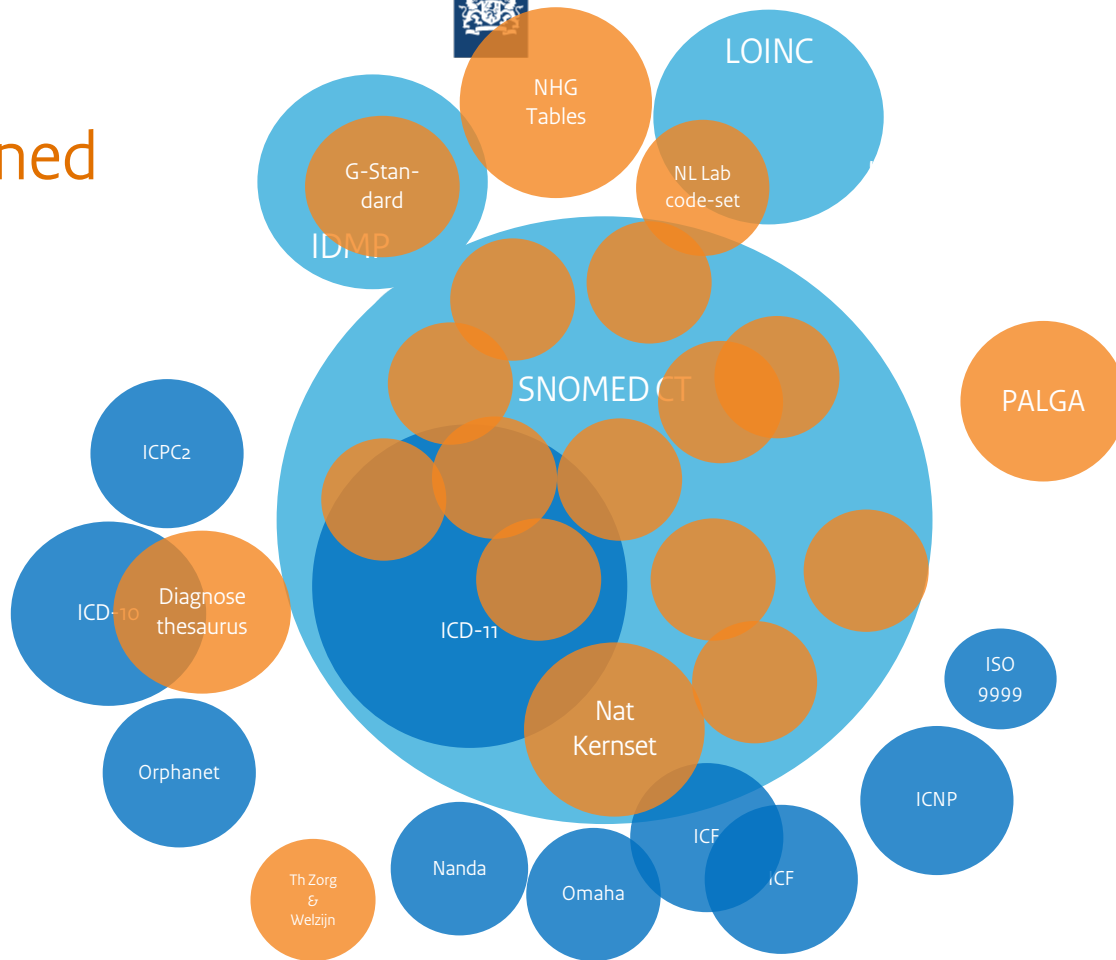 ned
LOINC
NHG
Tables
G-Stan-
dard
NL Lab
code-set
IDMP
SNOMED CT
PALGA
ICPC2
Diagnose
thesaurus
ICD-10
ICD-11
ISO
9999
Nat
Kernset
Orphanet
ICNP
ICF
ICF
Nanda
Omaha
Th Zorg
&
Welzijn